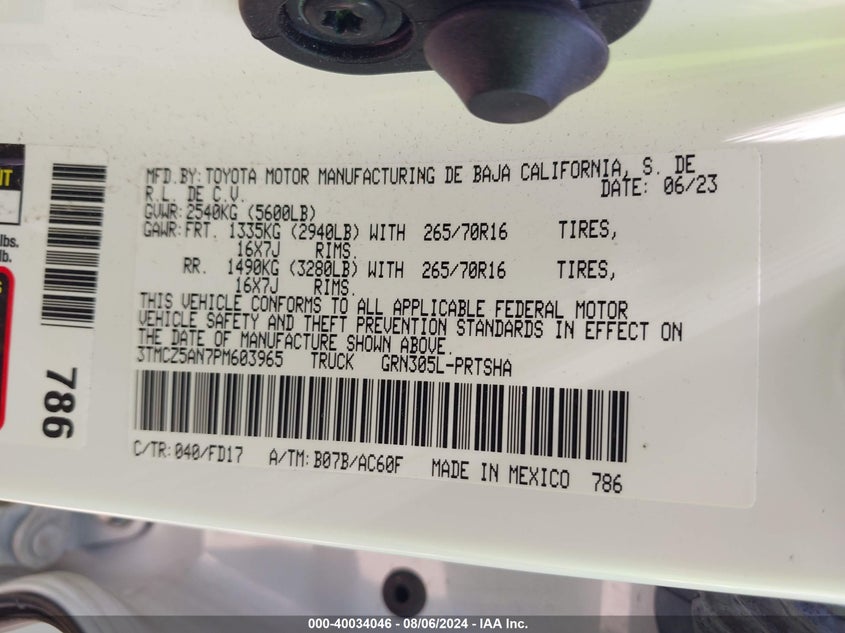 MFD.BY:TOYOTA MOTOR MANUFACTURING DE BAJA CALIFORNIA, S. DE
R.L. DE C.V. DATE: 06/23
GVWR:2540KG (5600LB)
GAWR:FRT. 1335KG (2940LB) WITH 265/70R16 TIRES,
16X7J RIMS.
RR. 1490KG (3280LB) WITH 265/70R16 TIRES,
16X7J RIMS.
THIS VEHICLE CONFORMS TO ALL APPLICABLE FEDERAL MOTOR
VEHICLE SAFETY AND THEFT PREVENTION STANDARDS IN EFFECT ON
THE DATE OF MANUFACTURE SHOWN ABOVE.
3TMCZ5AN7PM603965 TRUCK GRN305L-PRTSHA
C/TR:040/FD17 A/TM:B07B/AC60F MADE IN MEXICO 786
786
lbs.
lb.
000-40034046 - 08/06/2024 - IAA Inc.